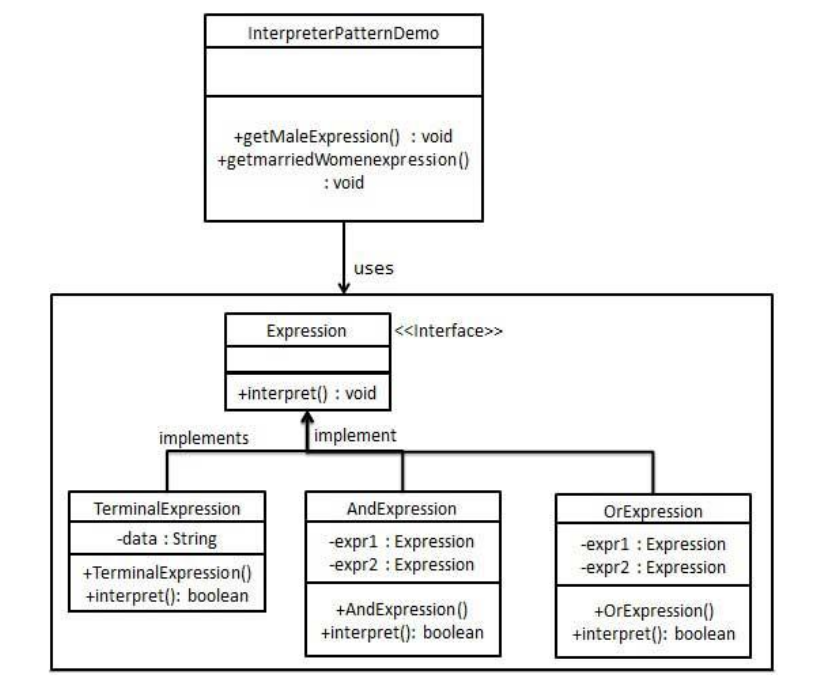 InterpreterPatternDemo
+getMaleExpression() : void
+getmarriedWomenexpression()
: void
uses
Expression
<<Interface>>
+interpret() : void
implements
implement
TerminalExpression
-data : String
+TerminalExpression()
+interpret(): boolean
AndExpression
-expr1 : Expression
-expr2 : Expression
+AndExpression()
+interpret(): boolean
OrExpression
-expr1 : Expression
-expr2 : Expression
+OrExpression()
+interpret(): boolean